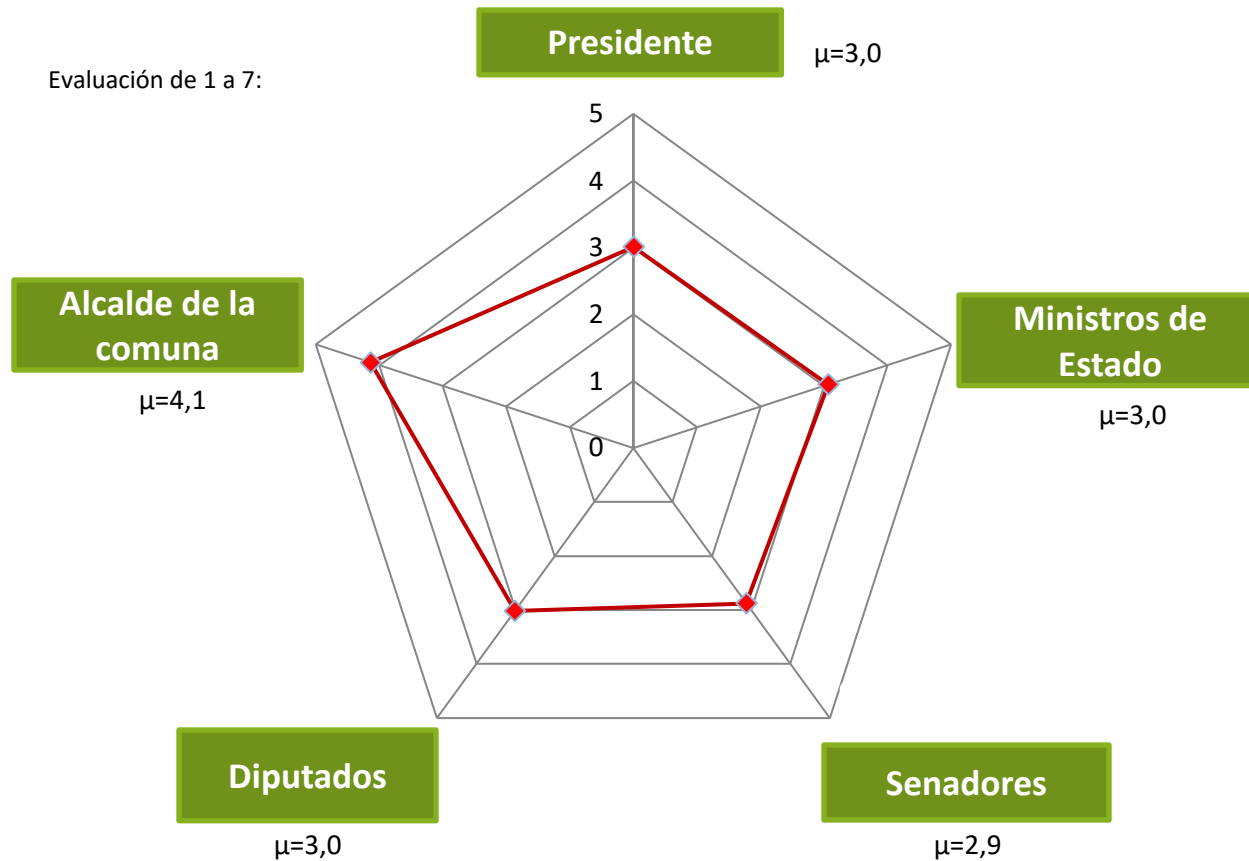 Presidente
μ=3,0
Evaluación de 1 a 7:
5
4
3
2
1
0
Alcalde de la
comuna
μ=4,1
Ministros de
Estado
μ=3,0
Diputados
μ=3,0
Senadores
μ=2,9